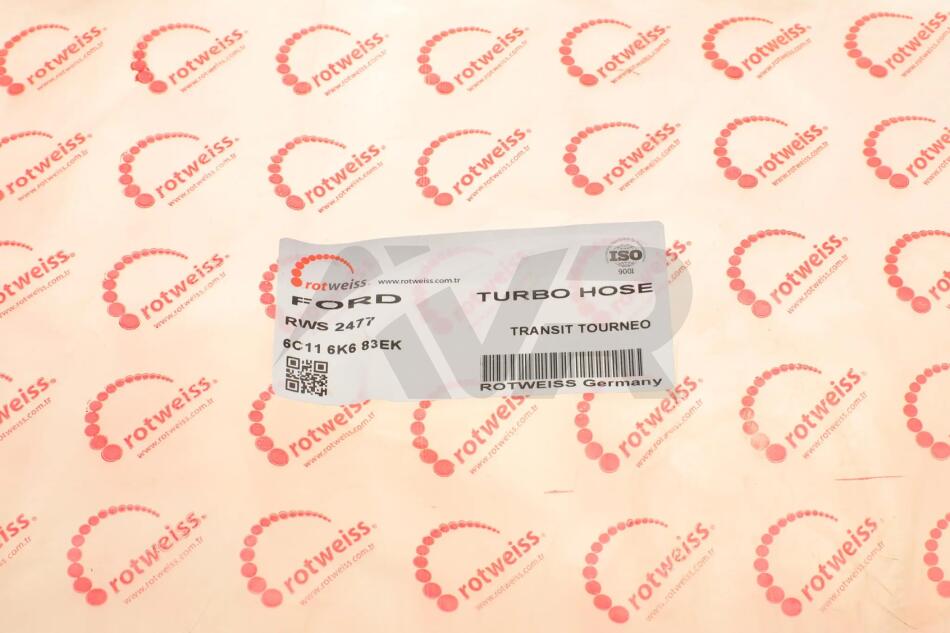 rotweiss® www.rotweiss.com.tr
FORD
RWS 2477
6C11 6K6 83EK
TURBO HOSE
ISO
9001
TRANSIT TOURNEO
ROTWEISS Germany
AVR
rotweiss®
www.rotweiss.com.tr